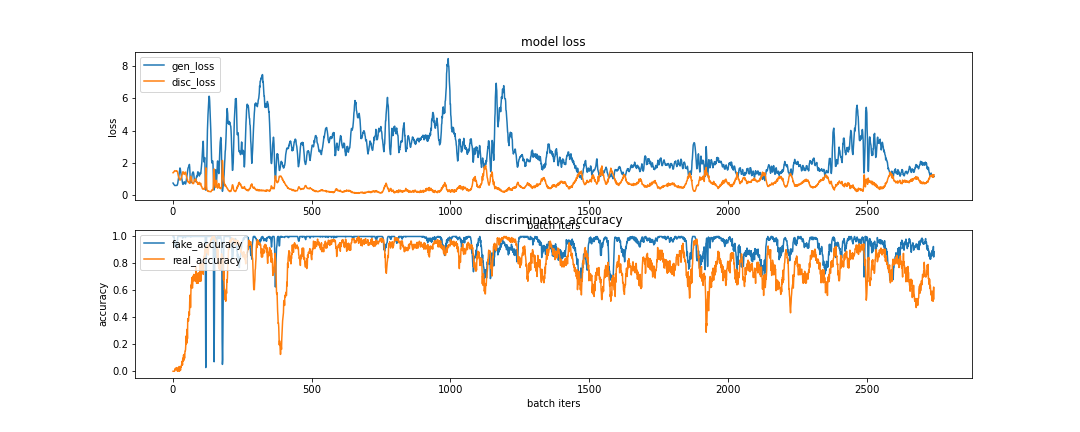 model loss
gen_loss
disc_loss
loss
8
6
4
2
0
0 500 1000 1500 2000 2500
batch iters
discriminator accuracy
fake_accuracy
real_accuracy
accuracy
1.0
0.8
0.6
0.4
0.2
0.0
0 500 1000 1500 2000 2500
batch iters